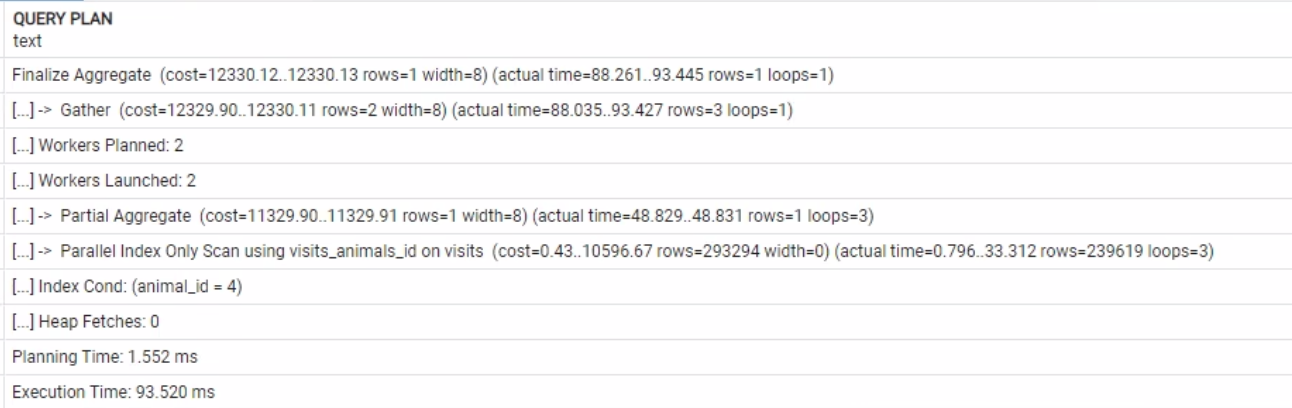 QUERY PLAN
text
Finalize Aggregate (cost=12330.12..12330.13 rows=1 width=8) (actual time=88.261..93.445 rows=1 loops=1)
[...] -> Gather (cost=12329.90..12330.11 rows=2 width=8) (actual time=88.035..93.427 rows=3 loops=1)
[...] Workers Planned: 2
[...] Workers Launched: 2
[...] -> Partial Aggregate (cost=11329.90..11329.91 rows=1 width=8) (actual time=48.829..48.831 rows=1 loops=3)
[...] -> Parallel Index Only Scan using visits_animals_id on visits (cost=0.43..10596.67 rows=293294 width=0) (actual time=0.796..33.312 rows=239619 loops=3)
[...] Index Cond: (animal_id = 4)
[...] Heap Fetches: 0
Planning Time: 1.552 ms
Execution Time: 93.520 ms